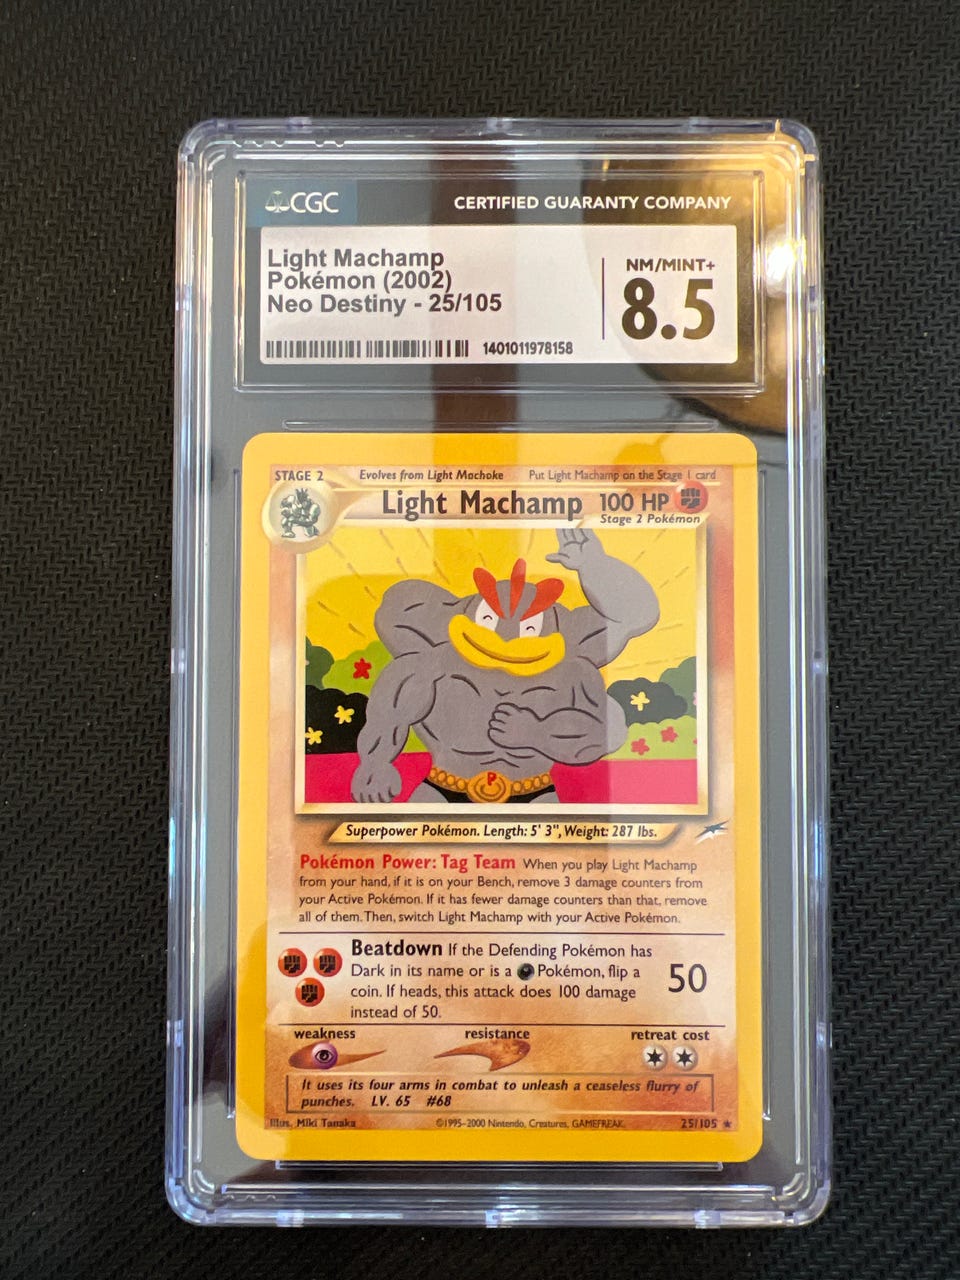 CGC
CERTIFIED GUARANTY COMPANY
Light Machamp
Pokémon (2002)
Neo Destiny - 25/105
NM/MINT+
8.5
1401011978158
STAGE 2
Evolves from Light Machoke
Put Light Machamp on the Stage 1 card
Light Machamp
100 HP
Stage 2 Pokémon
P
Superpower Pokémon. Length: 5' 3", Weight: 287 lbs.
Pokémon Power: Tag Team When you play Light Machamp
from your hand, if it is on your Bench, remove 3 damage counters from
your Active Pokémon. If it has fewer damage counters than that, remove
all of them. Then, switch Light Machamp with your Active Pokémon.
Beatdown If the Defending Pokémon has
Dark in its name or is a Pokémon, flip a
coin. If heads, this attack does 100 damage
instead of 50.
50
weakness
resistance
retreat cost
It uses its four arms in combat to unleash a ceaseless flurry of
punches. LV. 65 #68
Illus. Miki Tanaka
©1995-2000 Nintendo, Creatures, GAMEFREAK.
25/105 ★